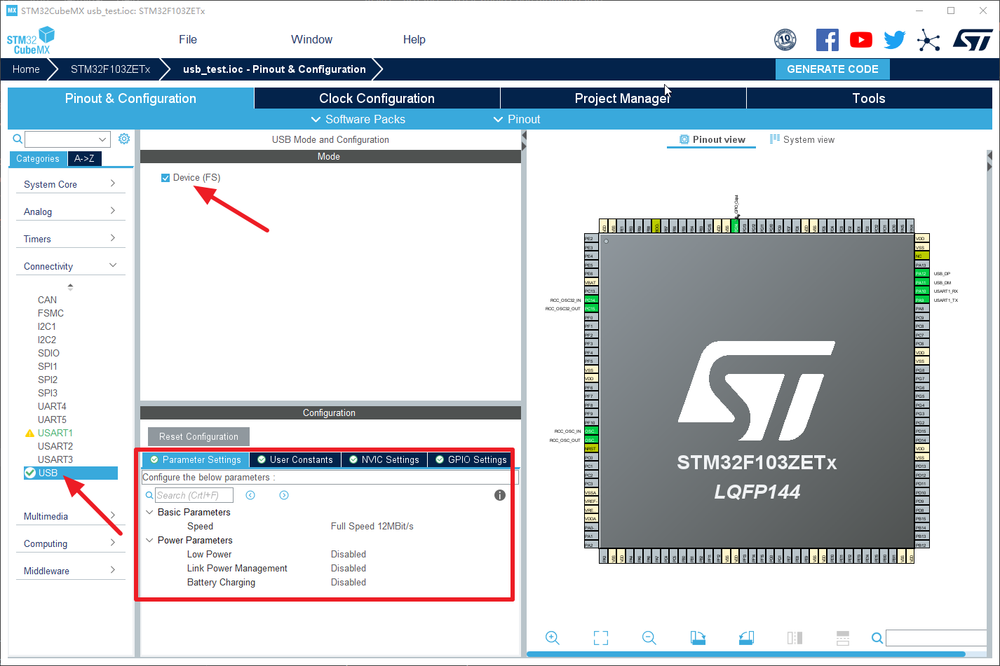 MX STM32CubeMX usb_test.ioc: STM32F103ZETx
STM32 CubeMX
File Window Help
10
Home STM32F103ZETx usb_test.ioc - Pinout & Configuration GENERATE CODE
Pinout & Configuration Clock Configuration Project Manager Tools
Software Packs Pinout
USB Mode and Configuration
Pinout view System view
Categories A->Z
Mode
Device (FS)
System Core
Analog
Timers
Connectivity
CAN
FSMC
I2C1
I2C2
SDIO
SPI1
SPI2
SPI3
UART4
UART5
USART1
USART2
USART3
USB
Multimedia
Computing
Middleware
Configuration
Reset Configuration
Parameter Settings User Constants NVIC Settings GPIO Settings
Configure the below parameters :
Search (Crtl+F)
Basic Parameters
Speed Full Speed 12MBit/s
Power Parameters
Low Power Disabled
Link Power Management Disabled
Battery Charging Disabled
GPIO_Output
PE2
PE3
PE4
PE5
PE6
VBAT
PC13..
RCC_OSC32_IN PC14..
RCC_OSC32_OUT PC15..
PF0
PF1
PF2
PF3
PF4
PF5
VSS
VDD
PF6
PF7
PF8
PF9
PF10
RCC_OSC_IN OSC..
RCC_OSC_OUT OSC..
NRST
PC0
PC1
PC2
PC3
VSSA
VREF-
VRE..
VDDA
PA0-..
PA1
PA2
VDD
VSS
NC
PA13
PA12 USB_DP
PA11 USB_DM
PA10 USART1_RX
PA9 USART1_TX
PA8
PC9
PC8
PC7
PC6
VDD
VSS
PG8
PG7
PG6
PG5
PG4
PG3
PG2
PD15
PD14
VDD
VSS
PD13
PD12
PD11
PD10
PD9
PD8
PB15
PB14
PB13
PB12
ST
STM32F103ZETx
LQFP144